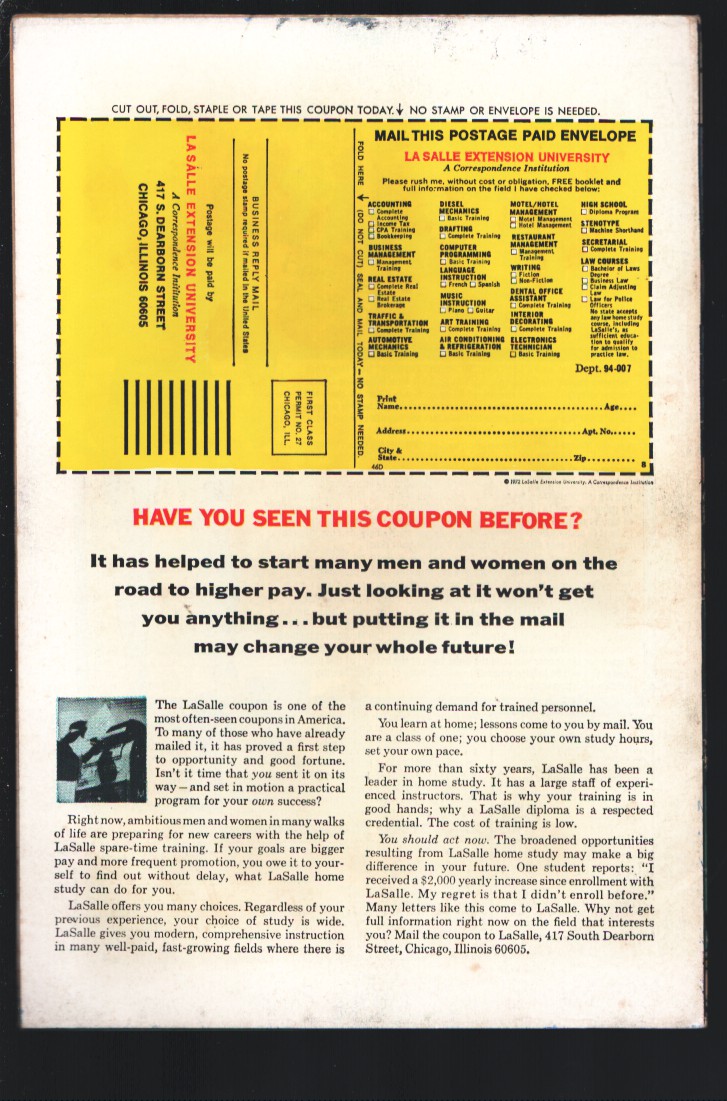 CUT OUT, FOLD, STAPLE OR TAPE THIS COUPON TODAY. ↓ NO STAMP OR ENVELOPE IS NEEDED.
Postage will be paid by
LA SALLE EXTENSION UNIVERSITY
A Correspondence Institution
417 S. DEARBORN STREET
CHICAGO, ILLINOIS 60605
BUSINESS REPLY MAIL
No postage stamp required if mailed in the United States
FIRST CLASS
PERMIT NO. 27
CHICAGO, ILL.
FOLD HERE → (DO NOT CUT) SEAL AND MAIL TODAY — NO STAMP NEEDED.
MAIL THIS POSTAGE PAID ENVELOPE
LA SALLE EXTENSION UNIVERSITY
A Correspondence Institution
Please rush me, without cost or obligation, FREE booklet and
full information on the field I have checked below:
ACCOUNTING
☐ Complete
Accounting
☐ Income Tax
☐ CPA Training
☐ Bookkeeping
BUSINESS
MANAGEMENT
☐ Management
Training
REAL ESTATE
☐ Complete Real
Estate
☐ Real Estate
Brokerage
TRAFFIC &
TRANSPORTATION
☐ Complete Training
AUTOMOTIVE
MECHANICS
☐ Basic Training
DIESEL
MECHANICS
☐ Basic Training
DRAFTING
☐ Complete Training
COMPUTER
PROGRAMMING
☐ Basic Training
LANGUAGE
INSTRUCTION
☐ French ☐ Spanish
MUSIC
INSTRUCTION
☐ Piano ☐ Guitar
ART TRAINING
☐ Complete Training
AIR CONDITIONING
& REFRIGERATION
☐ Basic Training
MOTEL/HOTEL
MANAGEMENT
☐ Motel Management
☐ Hotel Management
RESTAURANT
MANAGEMENT
☐ Management
Training
WRITING
☐ Fiction
☐ Non-Fiction
DENTAL OFFICE
ASSISTANT
☐ Complete Training
INTERIOR
DECORATING
☐ Complete Training
ELECTRONICS
TECHNICIAN
☐ Basic Training
HIGH SCHOOL
☐ Diploma Program
STENOTYPE
☐ Machine Shorthand
SECRETARIAL
☐ Complete Training
LAW COURSES
☐ Bachelor of Laws
Degree
☐ Business Law
☐ Claim Adjusting
Law
☐ Law for Police
Officers
No state accepts
any law home study
course, including
LaSalle's, as
sufficient educa-
tion to qualify
for admission to
practice law.
Dept. 94-007
Print
Name..............................Age....
Address..............................Apt. No......
City &
State..............................Zip............
46D
8
© 1972 LaSalle Extension University. A Correspondence Institution
HAVE YOU SEEN THIS COUPON BEFORE?
It has helped to start many men and women on the
road to higher pay. Just looking at it won't get
you anything...but putting it in the mail
may change your whole future!
The LaSalle coupon is one of the
most often-seen coupons in America.
To many of those who have already
mailed it, it has proved a first step
to opportunity and good fortune.
Isn't it time that you sent it on its
way – and set in motion a practical
program for your own success?
Right now, ambitious men and women in many walks
of life are preparing for new careers with the help of
LaSalle spare-time training. If your goals are bigger
pay and more frequent promotion, you owe it to your-
self to find out without delay, what LaSalle home
study can do for you.
LaSalle offers you many choices. Regardless of your
previous experience, your choice of study is wide.
LaSalle gives you modern, comprehensive instruction
in many well-paid, fast-growing fields where there is
a continuing demand for trained personnel.
You learn at home; lessons come to you by mail. You
are a class of one; you choose your own study hours,
set your own pace.
For more than sixty years, LaSalle has been a
leader in home study. It has a large staff of experi-
enced instructors. That is why your training is in
good hands; why a LaSalle diploma is a respected
credential. The cost of training is low.
You should act now. The broadened opportunities
resulting from LaSalle home study may make a big
difference in your future. One student reports: "I
received a $2,000 yearly increase since enrollment with
LaSalle. My regret is that I didn't enroll before."
Many letters like this come to LaSalle. Why not get
full information right now on the field that interests
you? Mail the coupon to LaSalle, 417 South Dearborn
Street, Chicago, Illinois 60605.